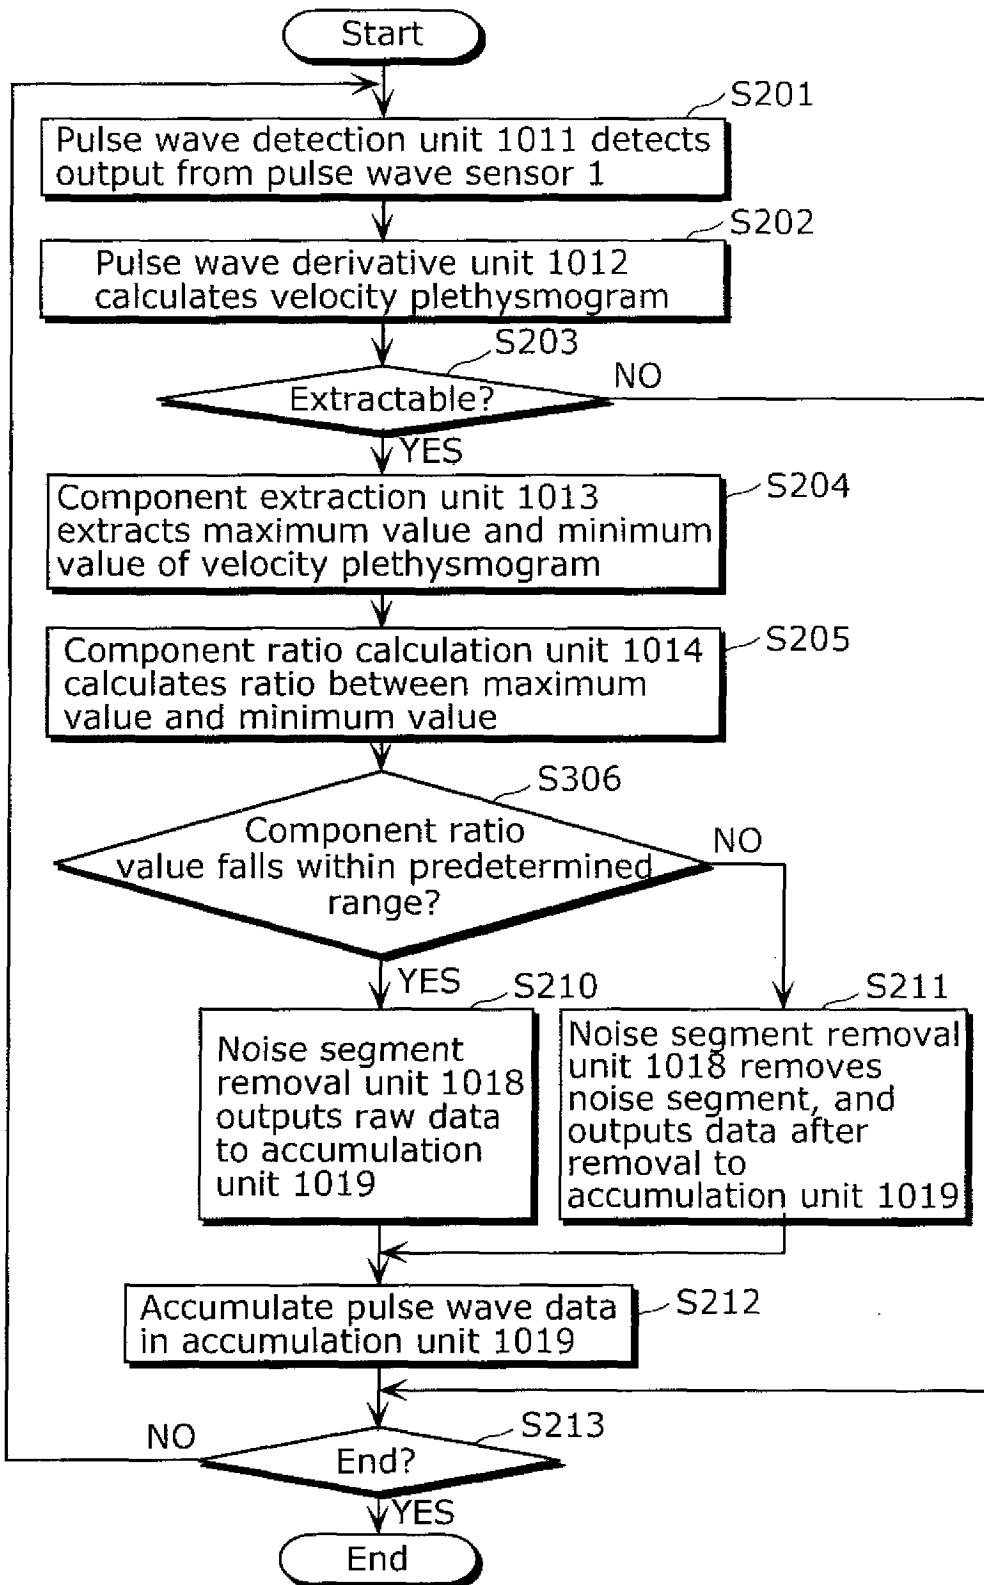 Start
S201
Pulse wave detection unit 1011 detects
output from pulse wave sensor 1
S202
Pulse wave derivative unit 1012
calculates velocity plethysmogram
S203
Extractable?
NO
YES
S204
Component extraction unit 1013
extracts maximum value and minimum
value of velocity plethysmogram
S205
Component ratio calculation unit 1014
calculates ratio between maximum
value and minimum value
S306
Component ratio
value falls within predetermined
range?
NO
YES
S210
Noise segment
removal unit 1018
outputs raw data
to accumulation
unit 1019
S211
Noise segment removal
unit 1018 removes
noise segment, and
outputs data after
removal to
accumulation unit 1019
S212
Accumulate pulse wave data
in accumulation unit 1019
S213
End?
NO
YES
End